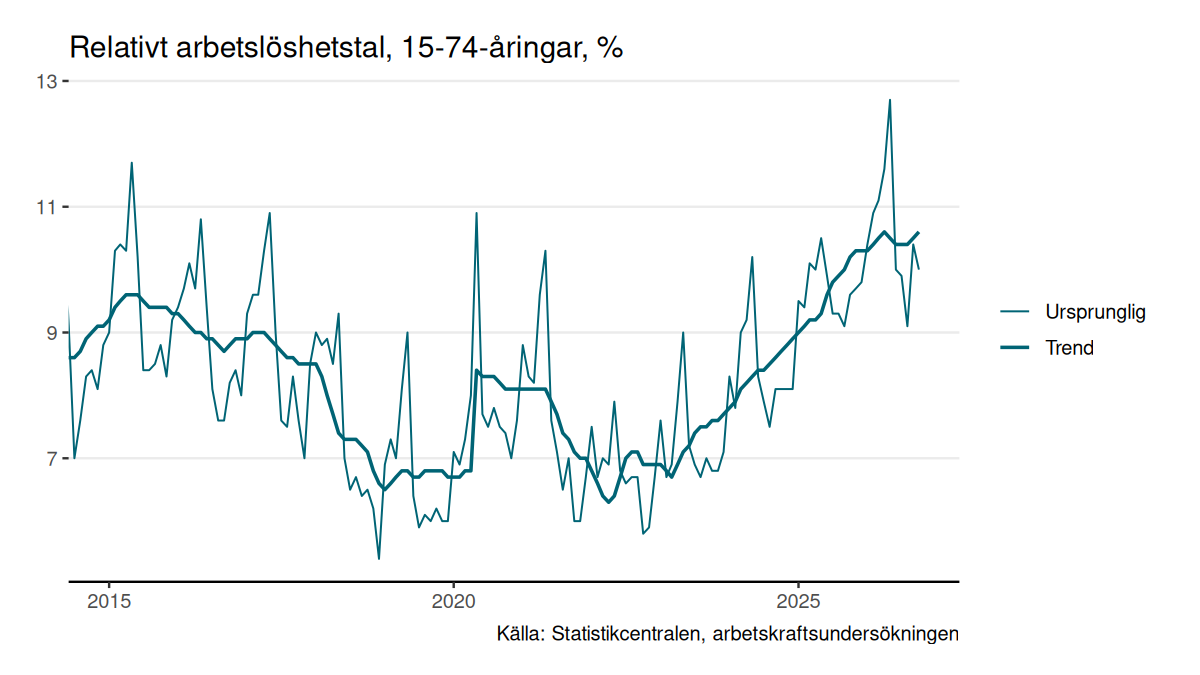 Relativt arbetslöshetstal, 15-74-åringar, %
13
11
9
7
2015
2020
2025
Ursprunglig
Trend
Källa: Statistikcentralen, arbetskraftsundersökningen